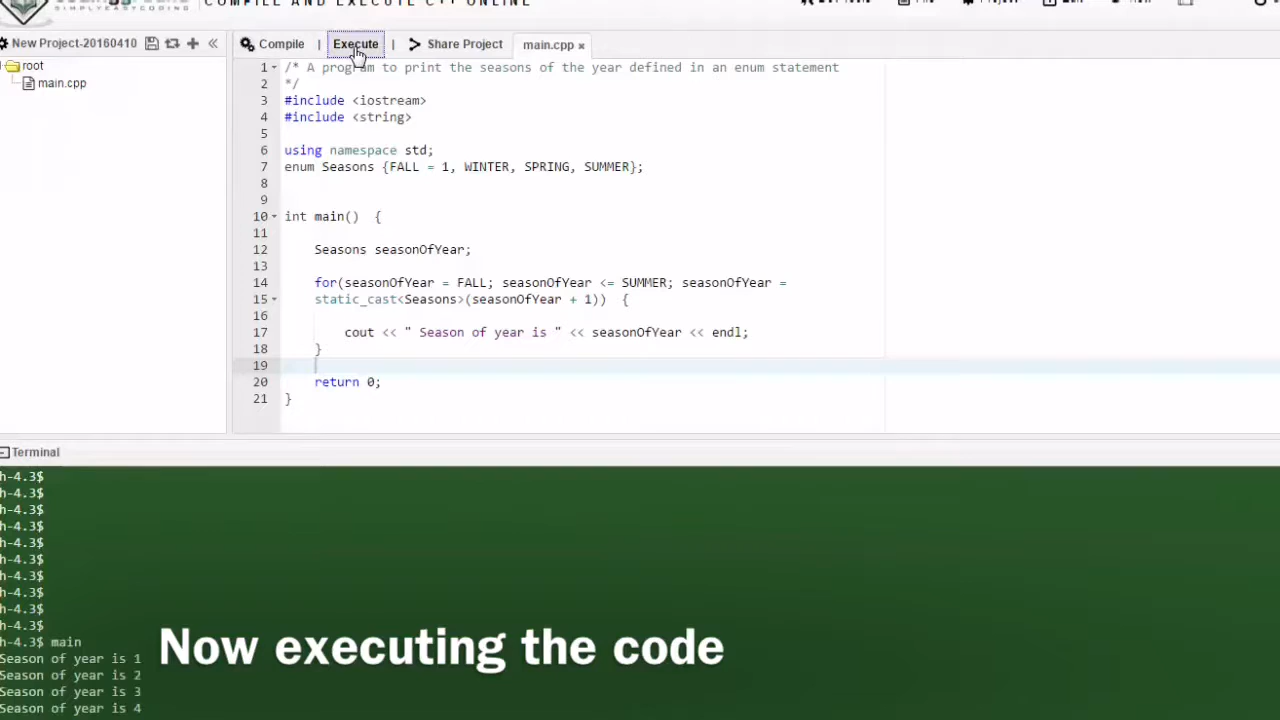 COMPILE AND EXECUTE C++ ONLINE
SIMPLYEASYCODING
New Project-20160410
Compile | Execute | Share Project main.cpp ×
root
main.cpp
1 /* A program to print the seasons of the year defined in an enum statement
2 */
3 #include <iostream>
4 #include <string>
5
6 using namespace std;
7 enum Seasons {FALL = 1, WINTER, SPRING, SUMMER};
8
9
10 int main()  {
11
12 Seasons seasonOfYear;
13
14 for(seasonOfYear = FALL; seasonOfYear <= SUMMER; seasonOfYear =
15 static_cast<Seasons>(seasonOfYear + 1))  {
16
17 cout << " Season of year is " << seasonOfYear << endl;
18 }
19
20 return 0;
21 }
Terminal
h-4.3$
h-4.3$
h-4.3$
h-4.3$
h-4.3$
h-4.3$
h-4.3$
h-4.3$
h-4.3$
h-4.3$
h-4.3$ main
Season of year is 1
Season of year is 2
Season of year is 3
Season of year is 4
Now executing the code